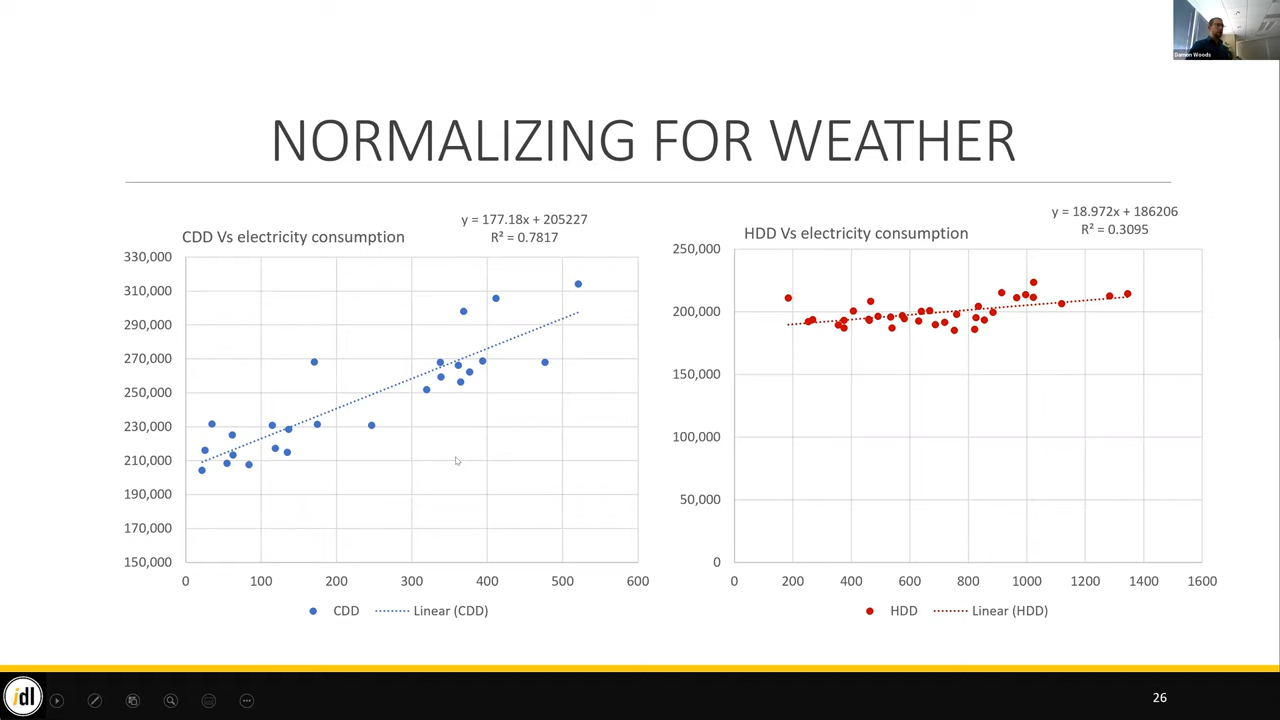 Damon Woods
NORMALIZING FOR WEATHER
CDD Vs electricity consumption
y = 177.18x + 205227
R² = 0.7817
330,000
310,000
290,000
270,000
250,000
230,000
210,000
190,000
170,000
150,000
0 100 200 300 400 500 600
CDD Linear (CDD)
HDD Vs electricity consumption
y = 18.972x + 186206
R² = 0.3095
250,000
200,000
150,000
100,000
50,000
0
0 200 400 600 800 1000 1200 1400 1600
HDD Linear (HDD)
idl
26